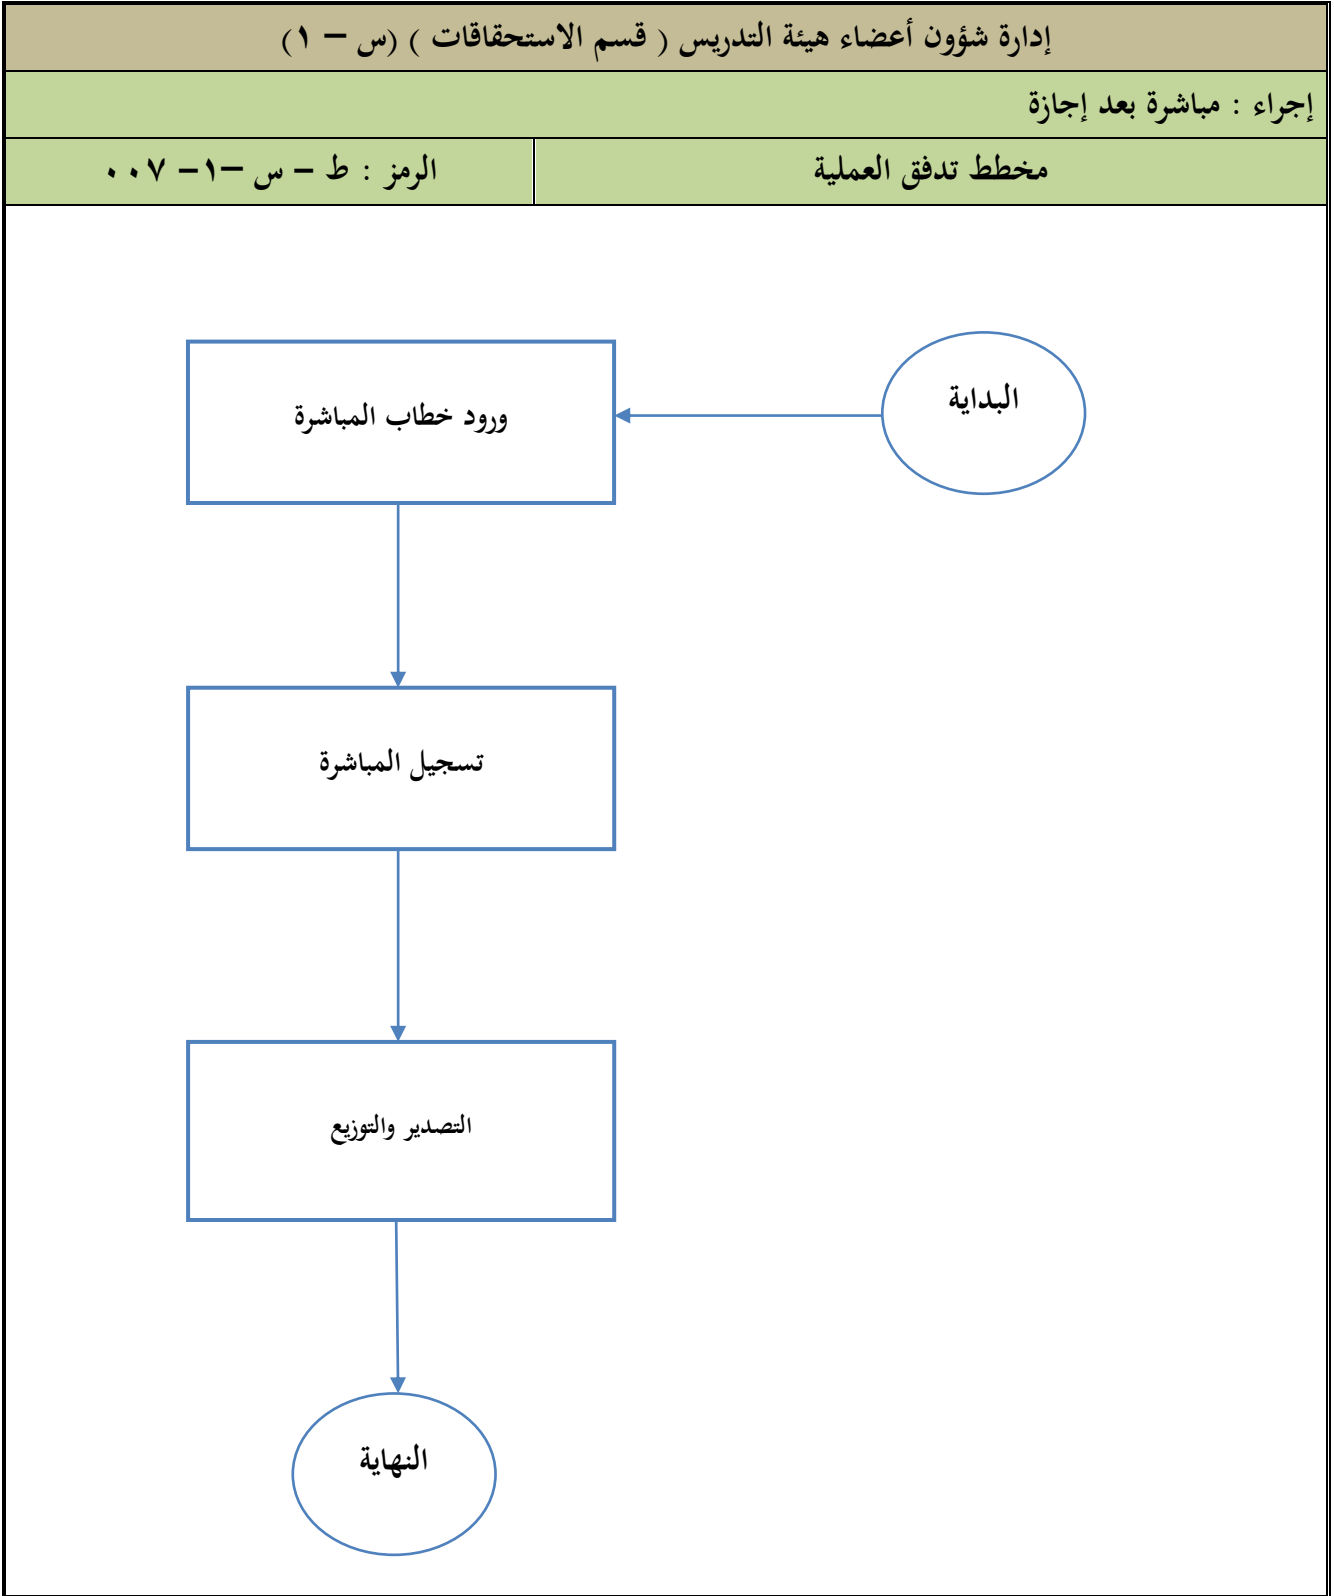 إدارة شؤون أعضاء هيئة التدريس ( قسم الاستحقاقات ) (س – ١)
إجراء : مباشرة بعد إجازة
مخطط تدفق العملية
الرمز : ط – س –١– ٠٠٧
البداية
ورود خطاب المباشرة
تسجيل المباشرة
التصدير والتوزيع
النهاية